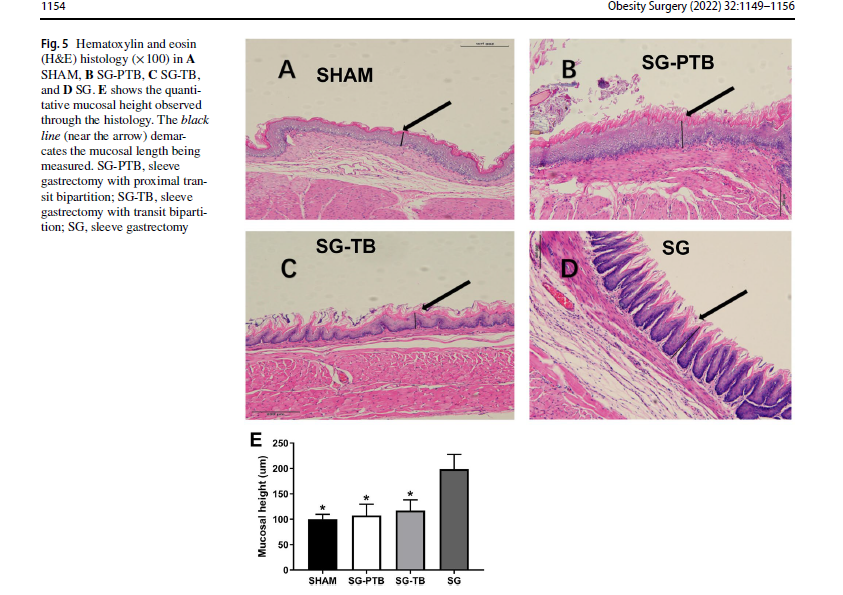 1154
Obesity Surgery (2022) 32:1149–1156
Fig. 5 Hematoxylin and eosin
(H&E) histology (×100) in A
SHAM, B SG-PTB, C SG-TB,
and D SG. E shows the quanti-
tative mucosal height observed
through the histology. The black
line (near the arrow) demar-
cates the mucosal length being
measured. SG-PTB, sleeve
gastrectomy with proximal tran-
sit bipartition; SG-TB, sleeve
gastrectomy with transit biparti-
tion; SG, sleeve gastrectomy
A SHAM
B SG-PTB
C SG-TB
D SG
E
Mucosal height (um)
250
200
150
100
50
0
* * *
SHAM SG-PTB SG-TB SG